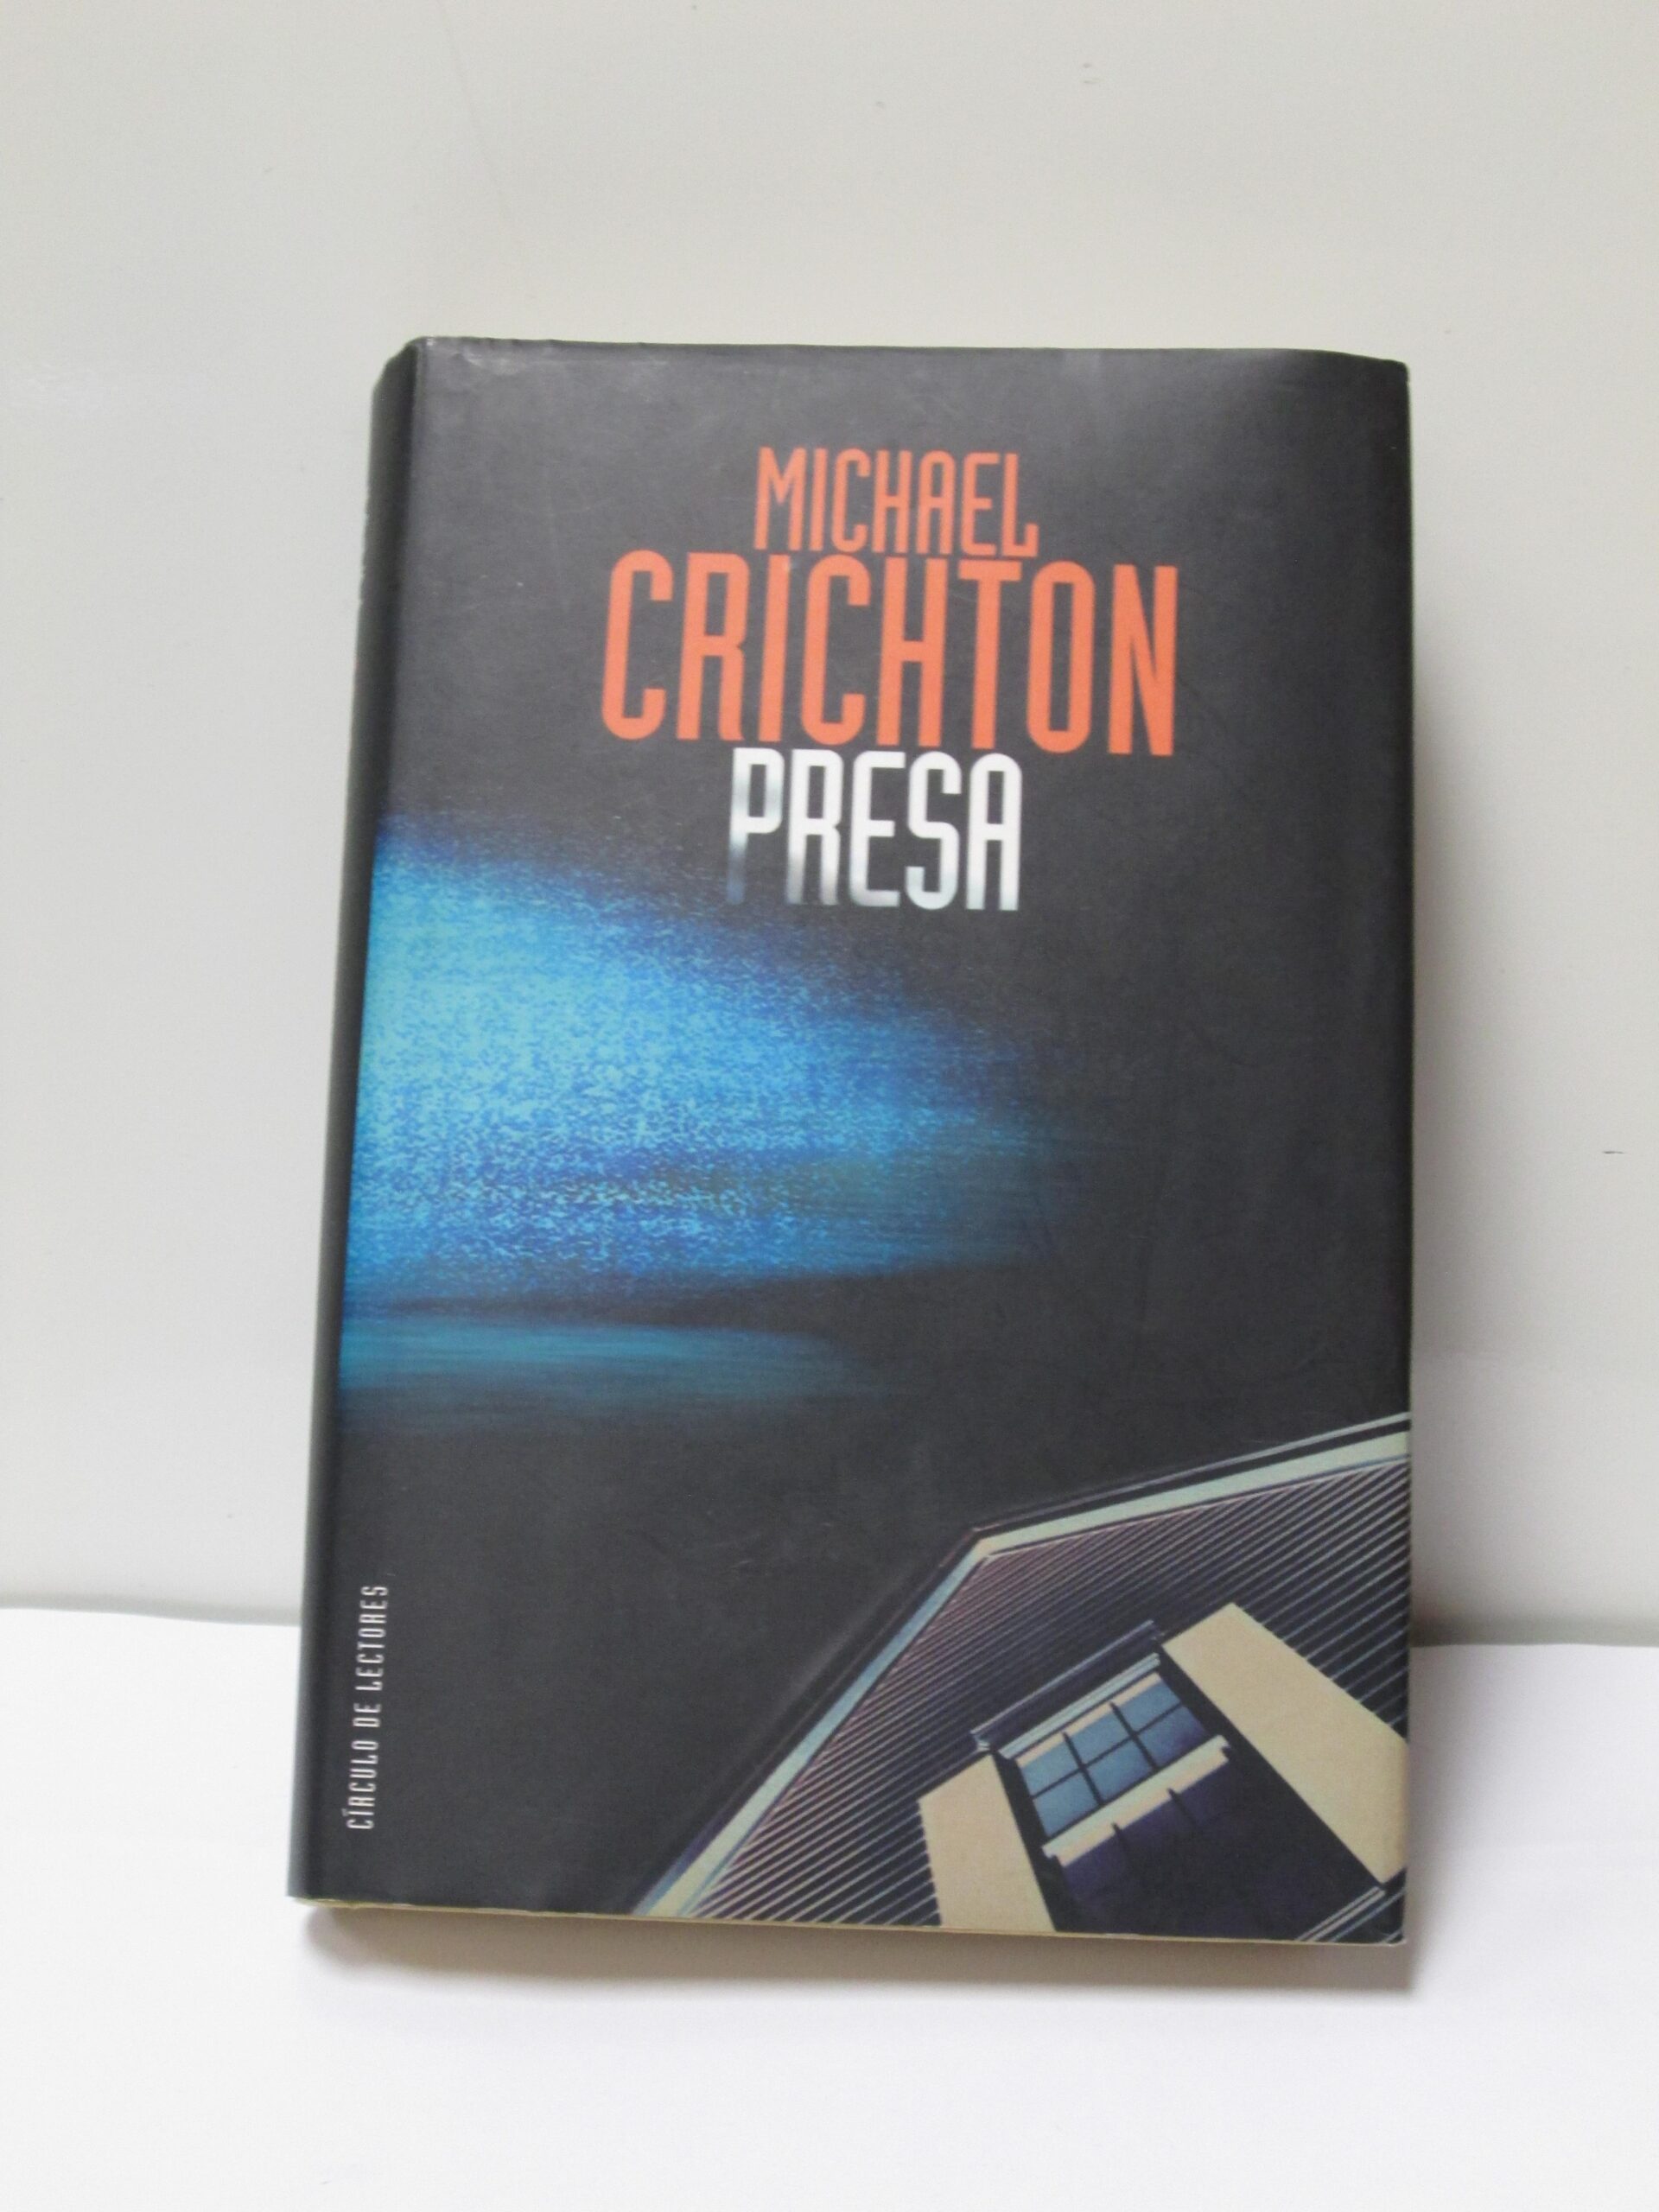 MICHAEL
CRICHTON
PRESA
CÍRCULO DE LECTORES